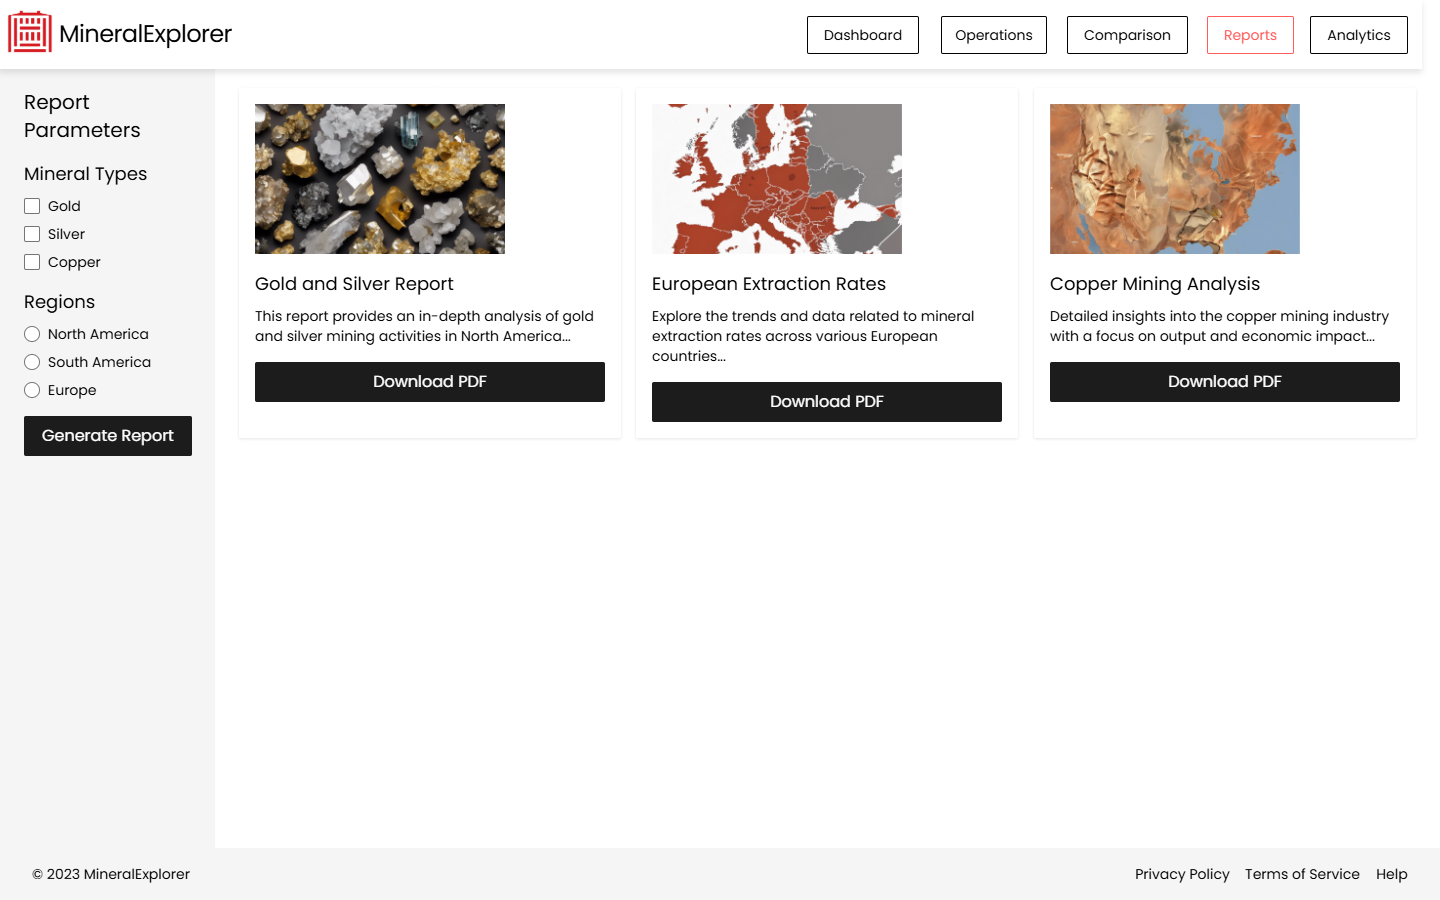 MineralExplorer
Dashboard
Operations
Comparison
Reports
Analytics
Report
Parameters
Mineral Types
Gold
Silver
Copper
Regions
North America
South America
Europe
Generate Report
Gold and Silver Report
This report provides an in-depth analysis of gold
and silver mining activities in North America...
Download PDF
European Extraction Rates
Explore the trends and data related to mineral
extraction rates across various European
countries...
Download PDF
Copper Mining Analysis
Detailed insights into the copper mining industry
with a focus on output and economic impact...
Download PDF
© 2023 MineralExplorer
Privacy Policy
Terms of Service
Help